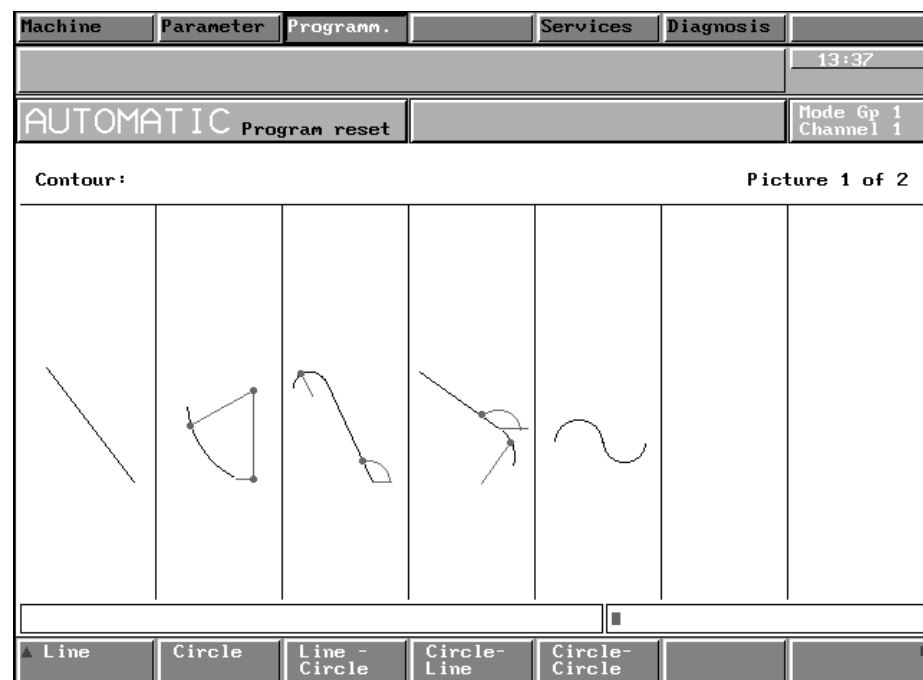 Machine Parameter Programm. Services Diagnosis
13:37
AUTOMATIC Program reset
Mode Gp 1
Channel 1
Contour: Picture 1 of 2
Line Circle Line - Circle Circle-Line Circle-Circle